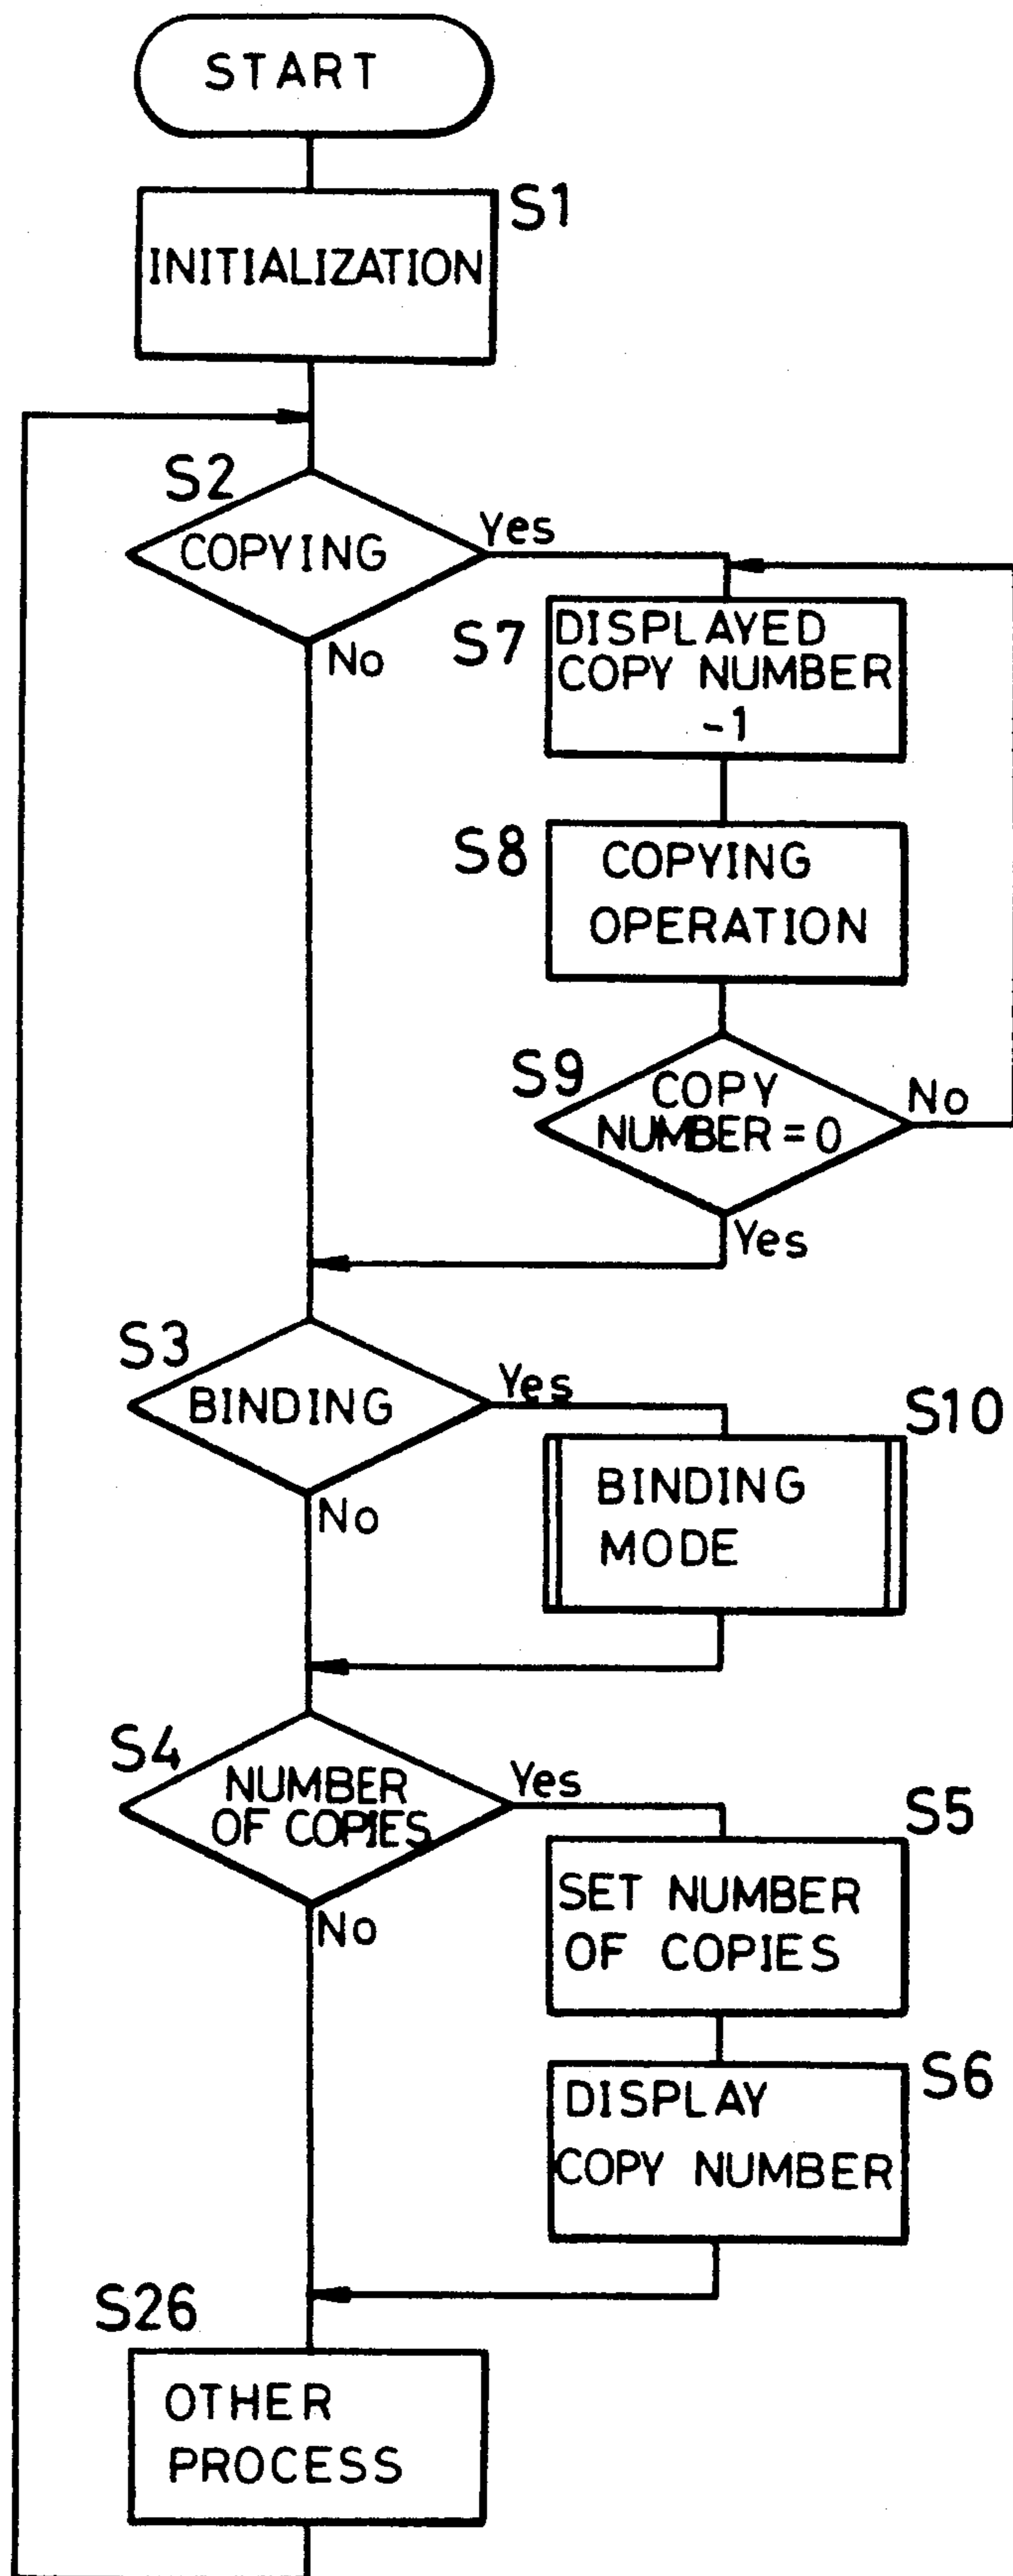 START
S1
INITIALIZATION
S2
COPYING
Yes
No
S7
DISPLAYED
COPY NUMBER
-1
S8
COPYING
OPERATION
S9
COPY
NUMBER = 0
No
Yes
S3
BINDING
Yes
No
S10
BINDING
MODE
S4
NUMBER
OF COPIES
Yes
No
S5
SET NUMBER
OF COPIES
S6
DISPLAY
COPY NUMBER
S26
OTHER
PROCESS